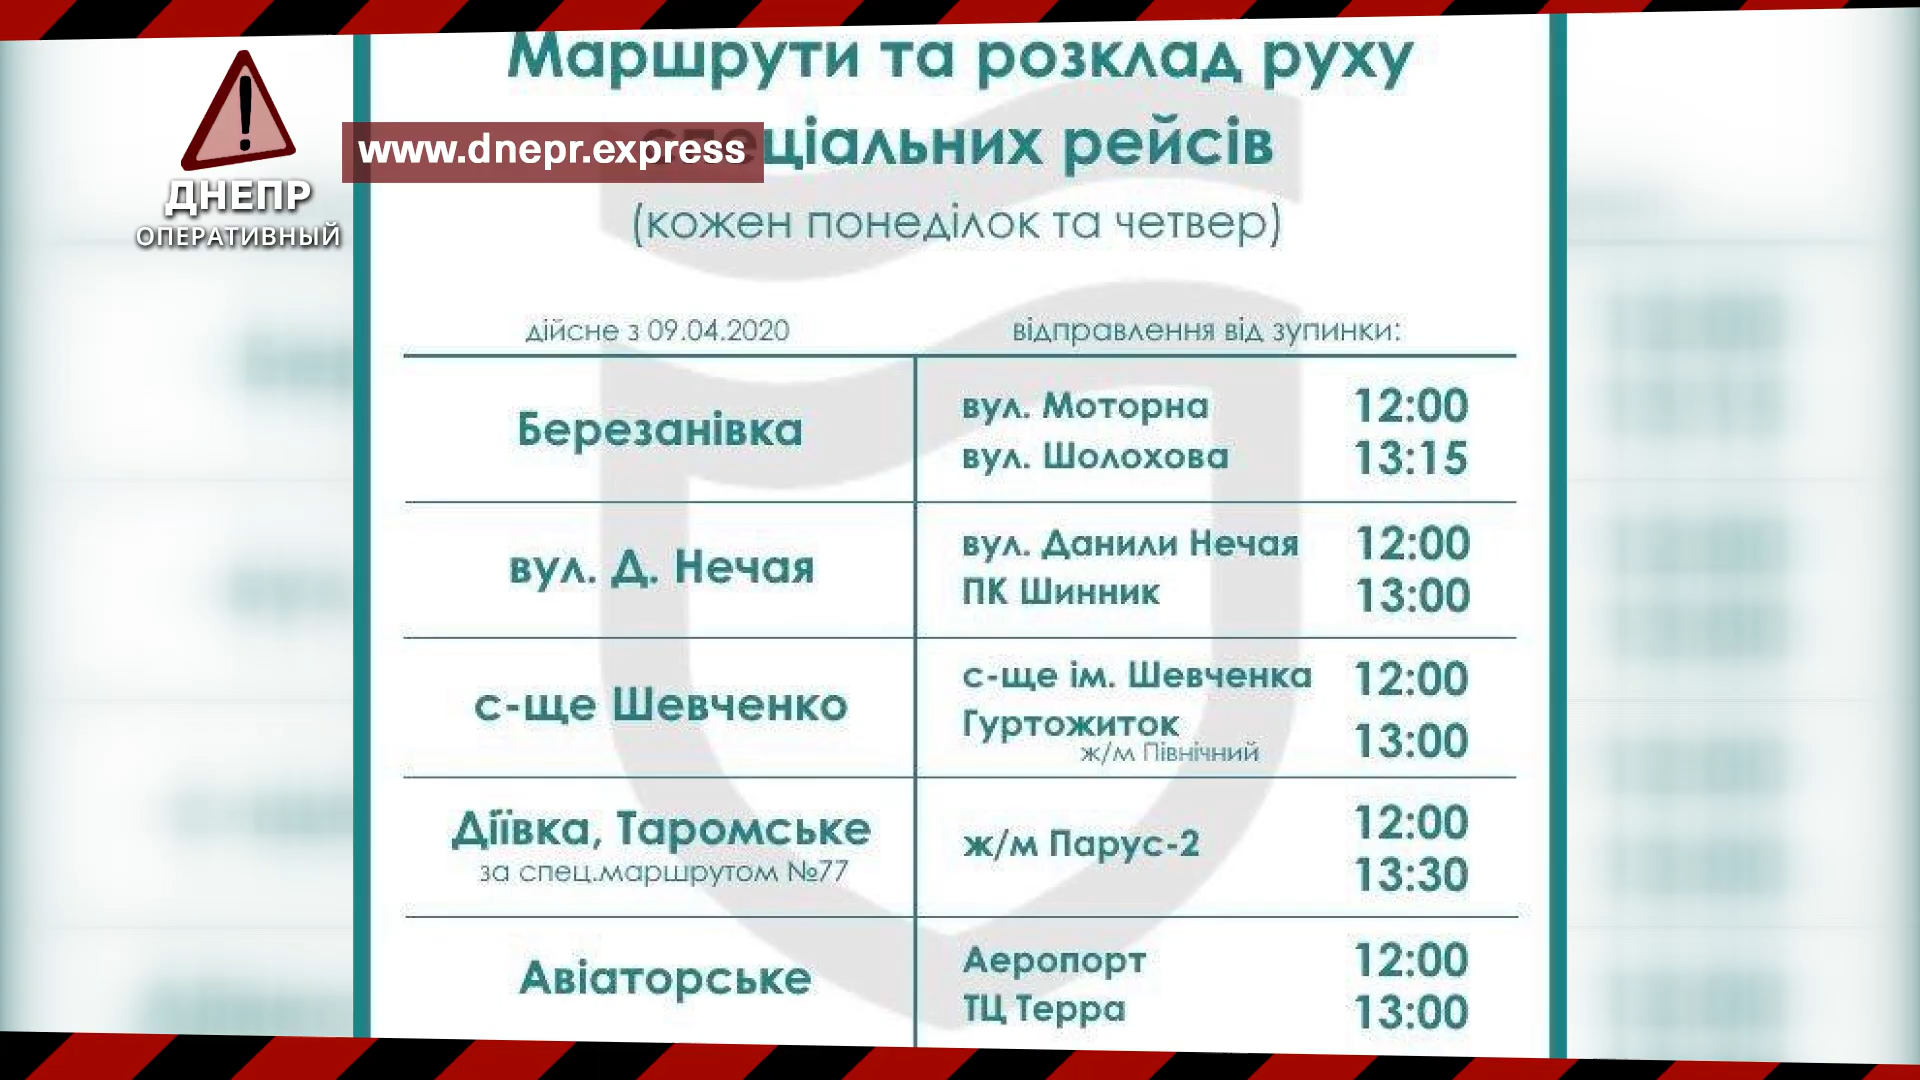 Маршрути та розклад руху
спеціальних рейсів
www.dnepr.express
ДНЕПР
ОПЕРАТИВНЫЙ
(кожен понеділок та четвер)
дійсне з 09.04.2020 відправлення від зупинки:
Березанівка
вул. Моторна 12:00
вул. Шолохова 13:15
вул. Д. Нечая
вул. Данили Нечая 12:00
ПК Шинник 13:00
с-ще Шевченко
с-ще ім. Шевченка 12:00
Гуртожиток 13:00
ж/м Північний
Діївка, Таромське
за спец.маршрутом №77
ж/м Парус-2
12:00
13:30
Авіаторське
Аеропорт 12:00
ТЦ Терра 13:00